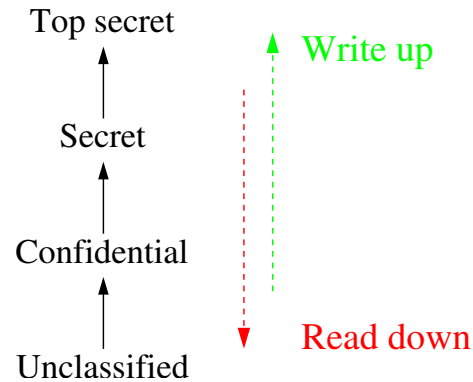 Top secret
Write up
Secret
Confidential
Read down
Unclassified